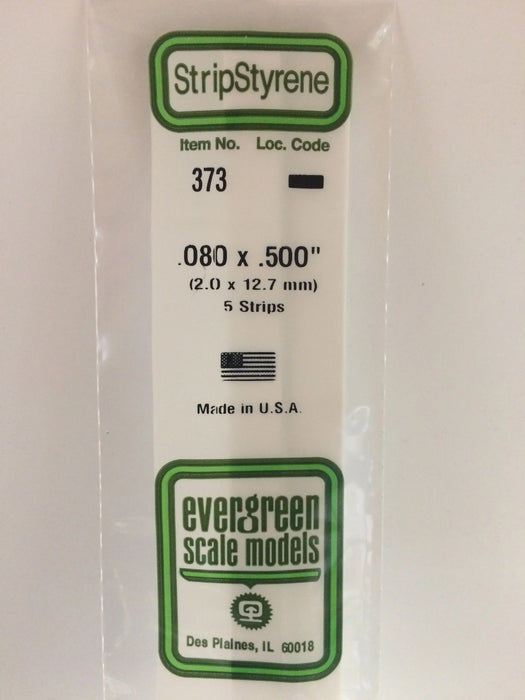 StripStyrene
Item No. Loc. Code
373
.080 x .500"
(2.0 x 12.7 mm)
5 Strips
Made in U.S.A.
evergreen
scale models
Des Plaines, IL 60018